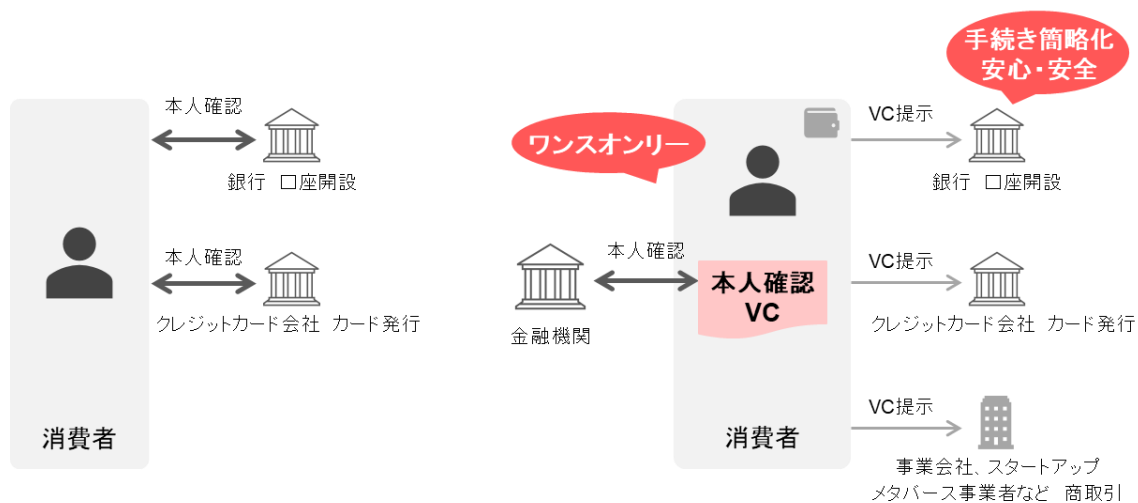 本人確認
銀行　口座開設
本人確認
クレジットカード会社　カード発行
消費者
手続き簡略化
安心・安全
ワンスオンリー
VC提示
銀行　口座開設
本人確認
金融機関
本人確認
VC
VC提示
クレジットカード会社　カード発行
VC提示
消費者
事業会社、スタートアップ
メタバース事業者など　商取引